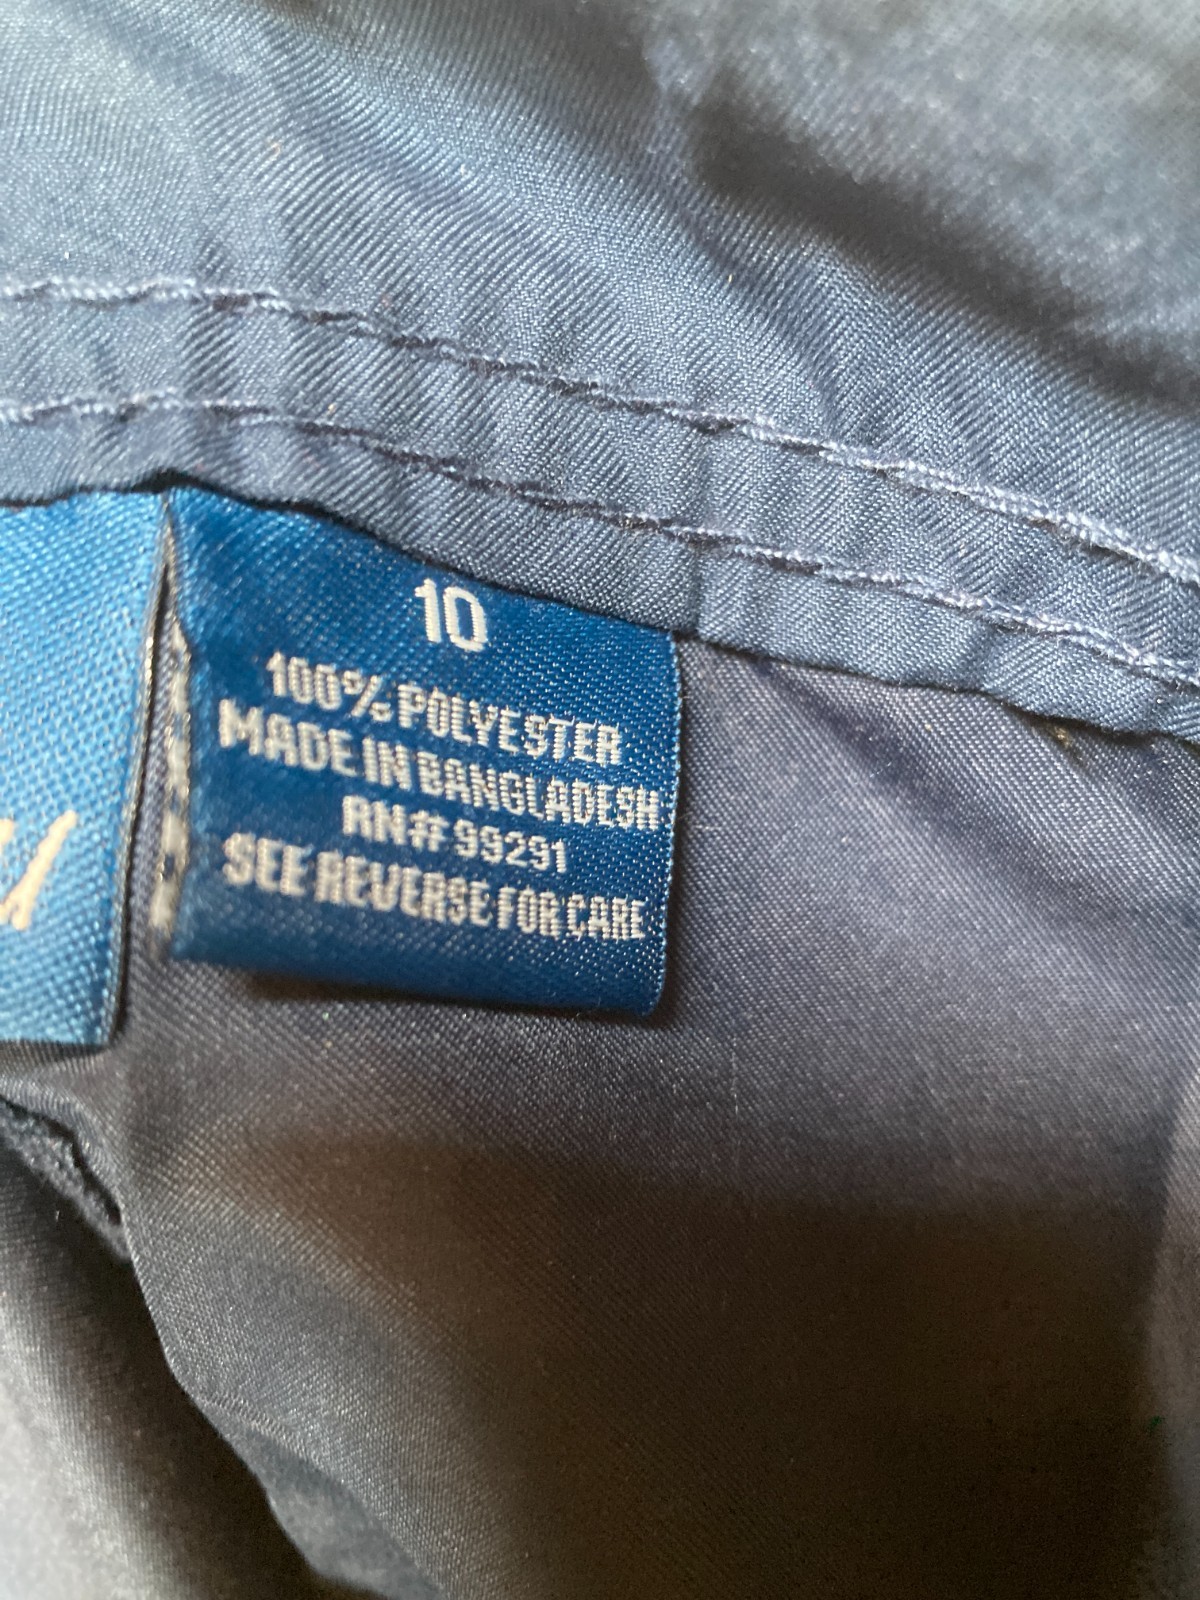 10
100% POLYESTER
MADE IN BANGLADESH
RN# 99291
SEE REVERSE FOR CARE